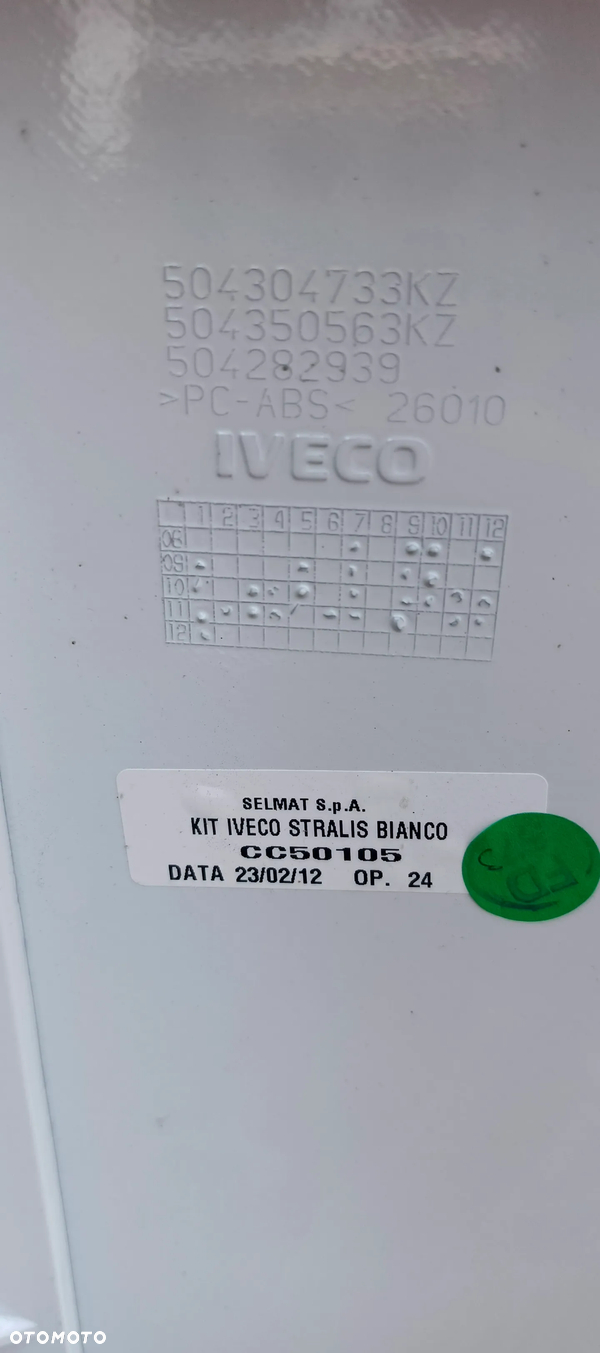 504304733KZ
504350563KZ
504282939
>PC-ABS< 26010
IVECO
1 2 3 4 5 6 7 8 9 10 11 12
06
09
10
11
12
SELMAT S.p.A.
KIT IVECO STRALIS BIANCO
CC50105
DATA 23/02/12 OP. 24
FD
OTOMOTO